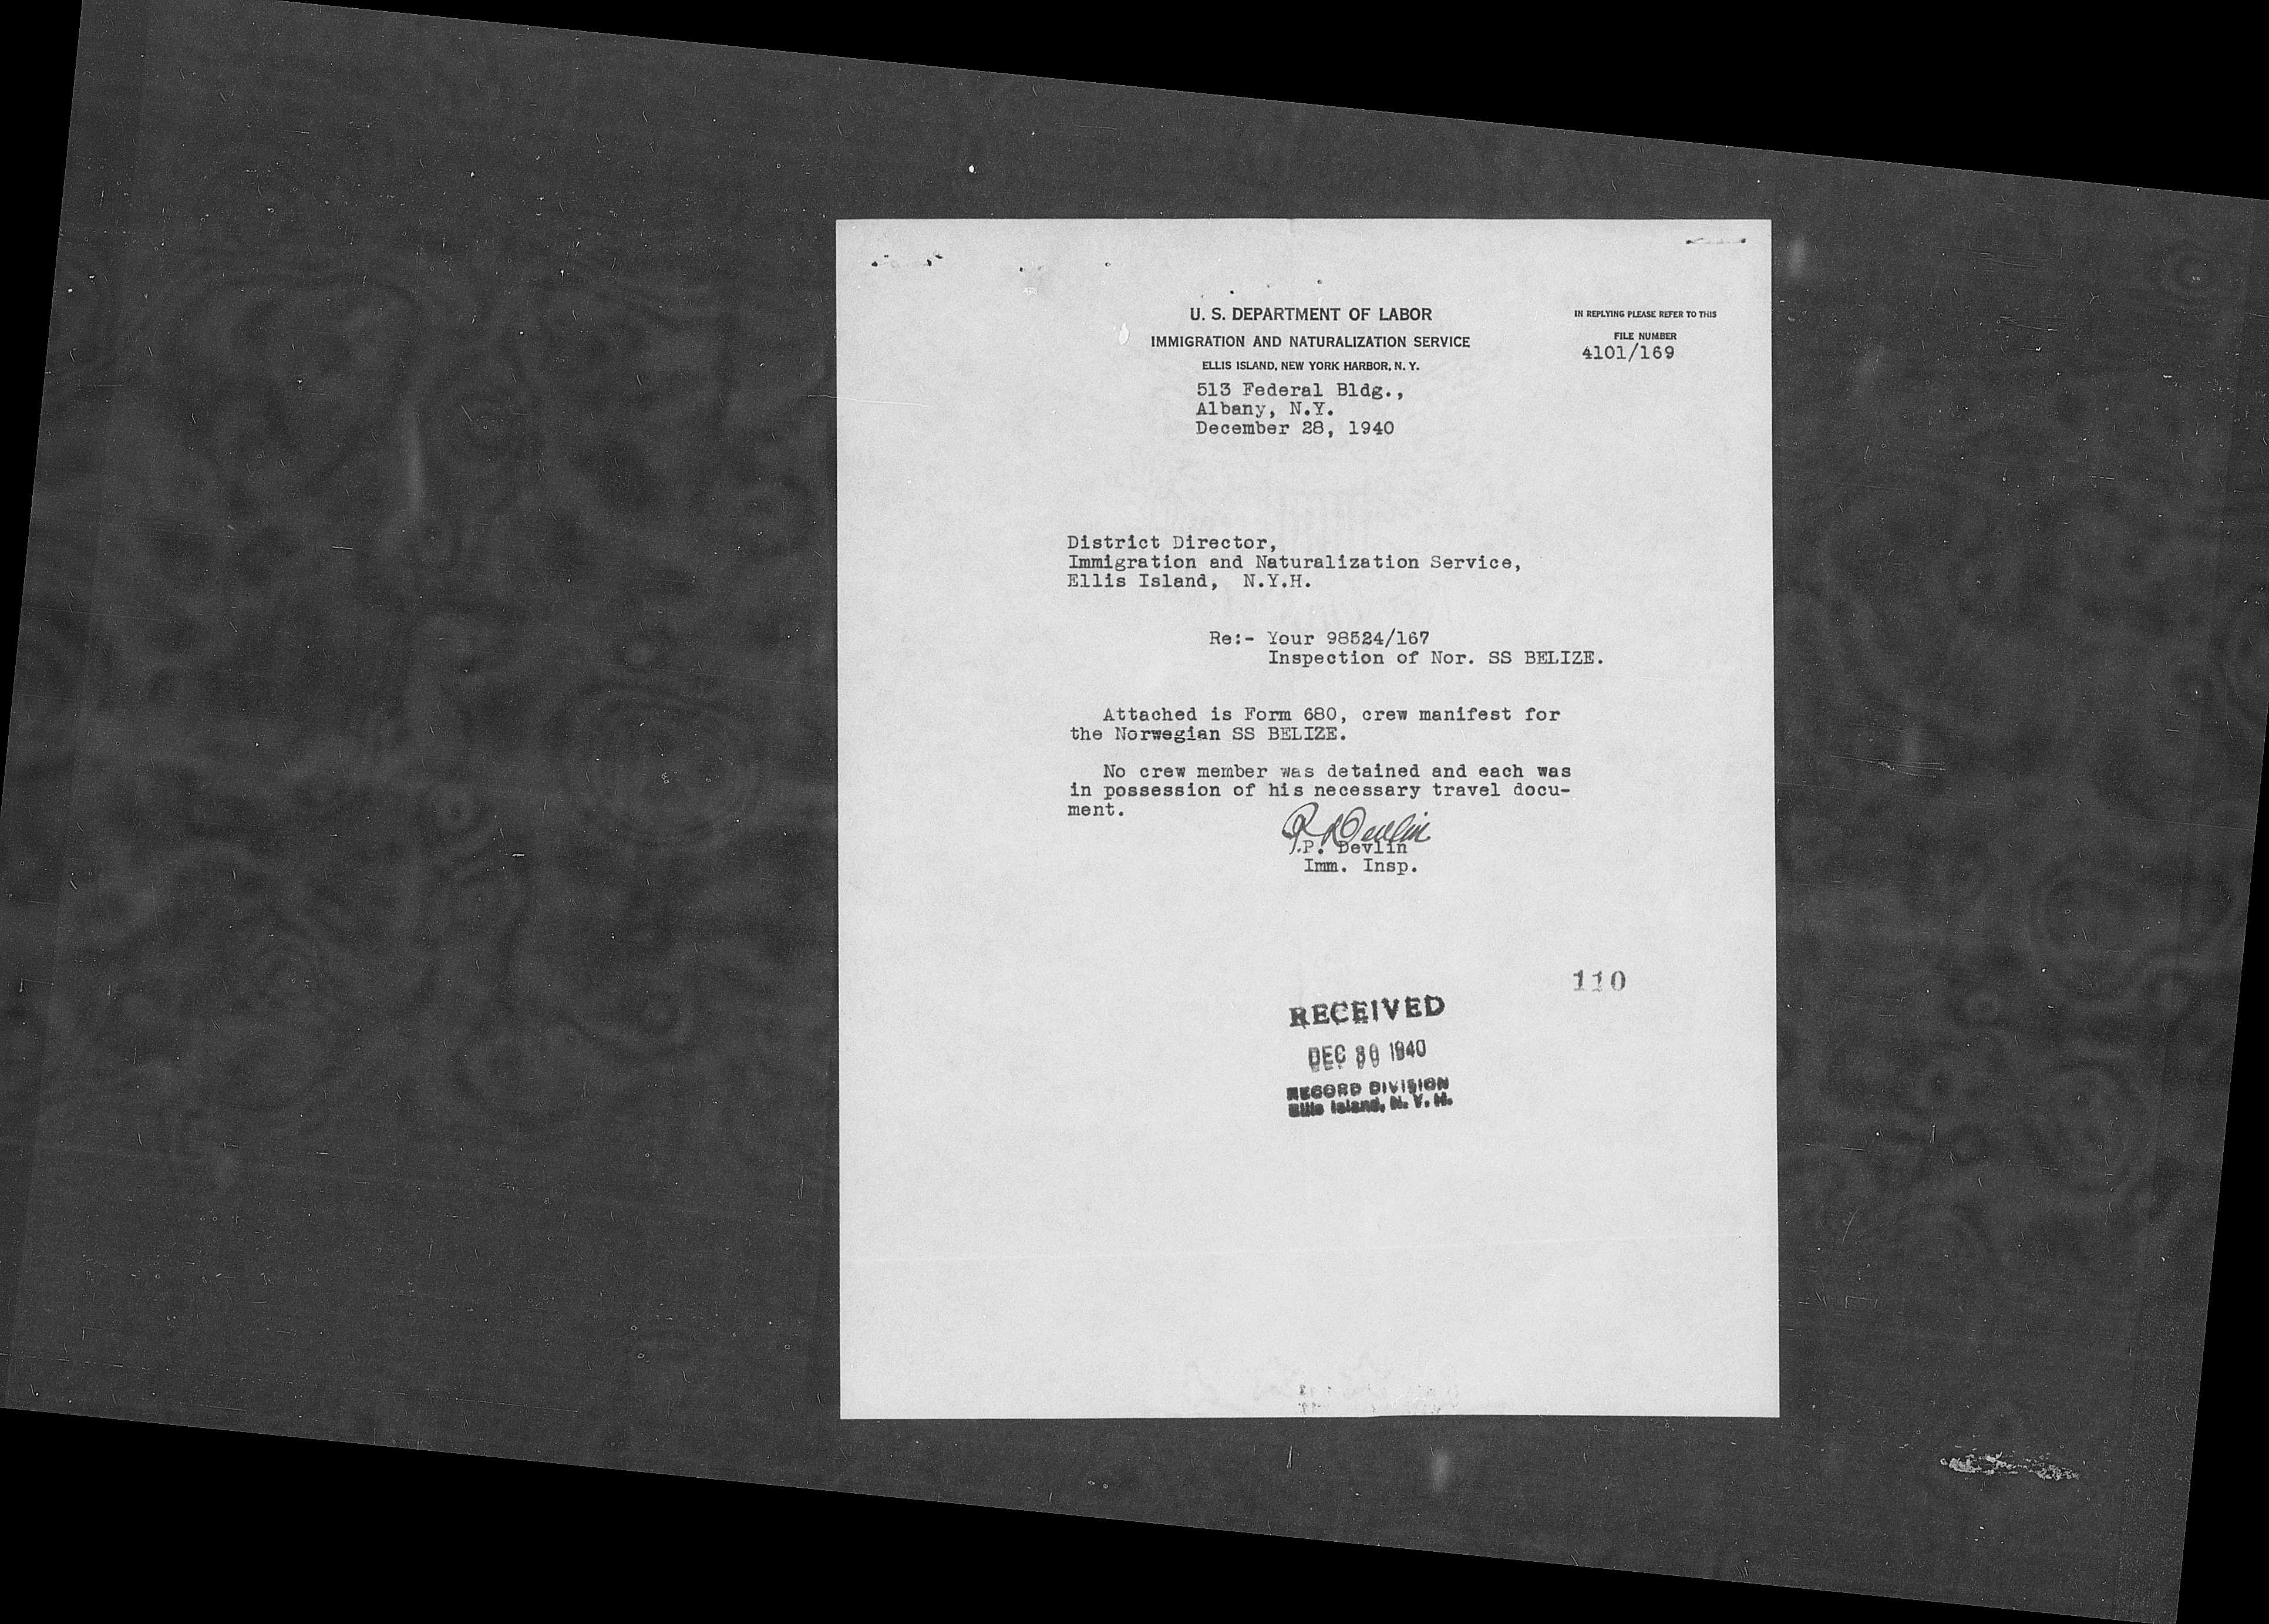 U. S. DEPARTMENT OF LABOR
IMMIGRATION AND NATURALIZATION SERVICE
ELLIS ISLAND, NEW YORK HARBOR, N. Y.
IN REPLYING PLEASE REFER TO THIS
FILE NUMBER
4101/169
513 Federal Bldg.,
Albany, N.Y.
December 28, 1940
District Director,
Immigration and Naturalization Service,
Ellis Island, N.Y.H.
Re:- Your 98524/167
Inspection of Nor. SS BELIZE.
Attached is Form 680, crew manifest for
the Norwegian SS BELIZE.
No crew member was detained and each was
in possession of his necessary travel docu-
ment.
Devlin
P. Devlin
Imm. Insp.
110
RECEIVED
DEC 30 1940
RECORD DIVISION
Ellis Island, N. Y. H.